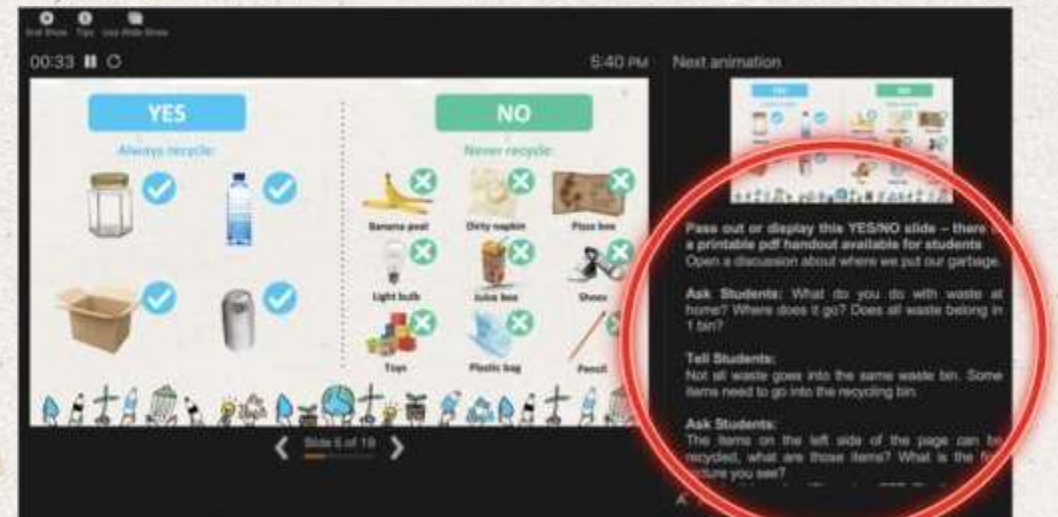 End Show Tips Use Slide Show
00:33
5:40 PM
Next animation
YES
NO
Always recycle:
Never recycle:
Banana peel
Dirty napkin
Pizza box
Light bulb
Juice box
Shoes
Toys
Plastic bag
Pencil
Slide 5 of 19
Pass out or display this YES/NO slide – there
a printable pdf handout available for students
Open a discussion about where we put our garbage.
Ask Students: What do you do with waste at
home? Where does it go? Does all waste belong in
1 bin?
Tell Students:
Not all waste goes into the same waste bin. Some
items need to go into the recycling bin.
Ask Students:
The items on the left side of the page can be
recycled, what are those items? What is the
picture you see?